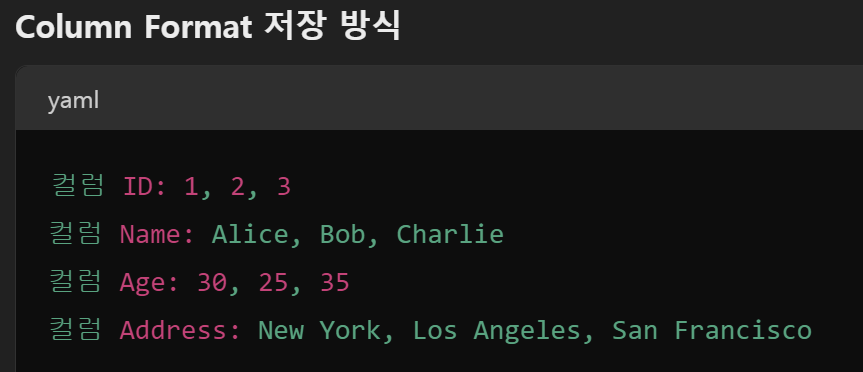 Column Format 저장 방식
yaml
컬럼 ID: 1, 2, 3
컬럼 Name: Alice, Bob, Charlie
컬럼 Age: 30, 25, 35
컬럼 Address: New York, Los Angeles, San Francisco